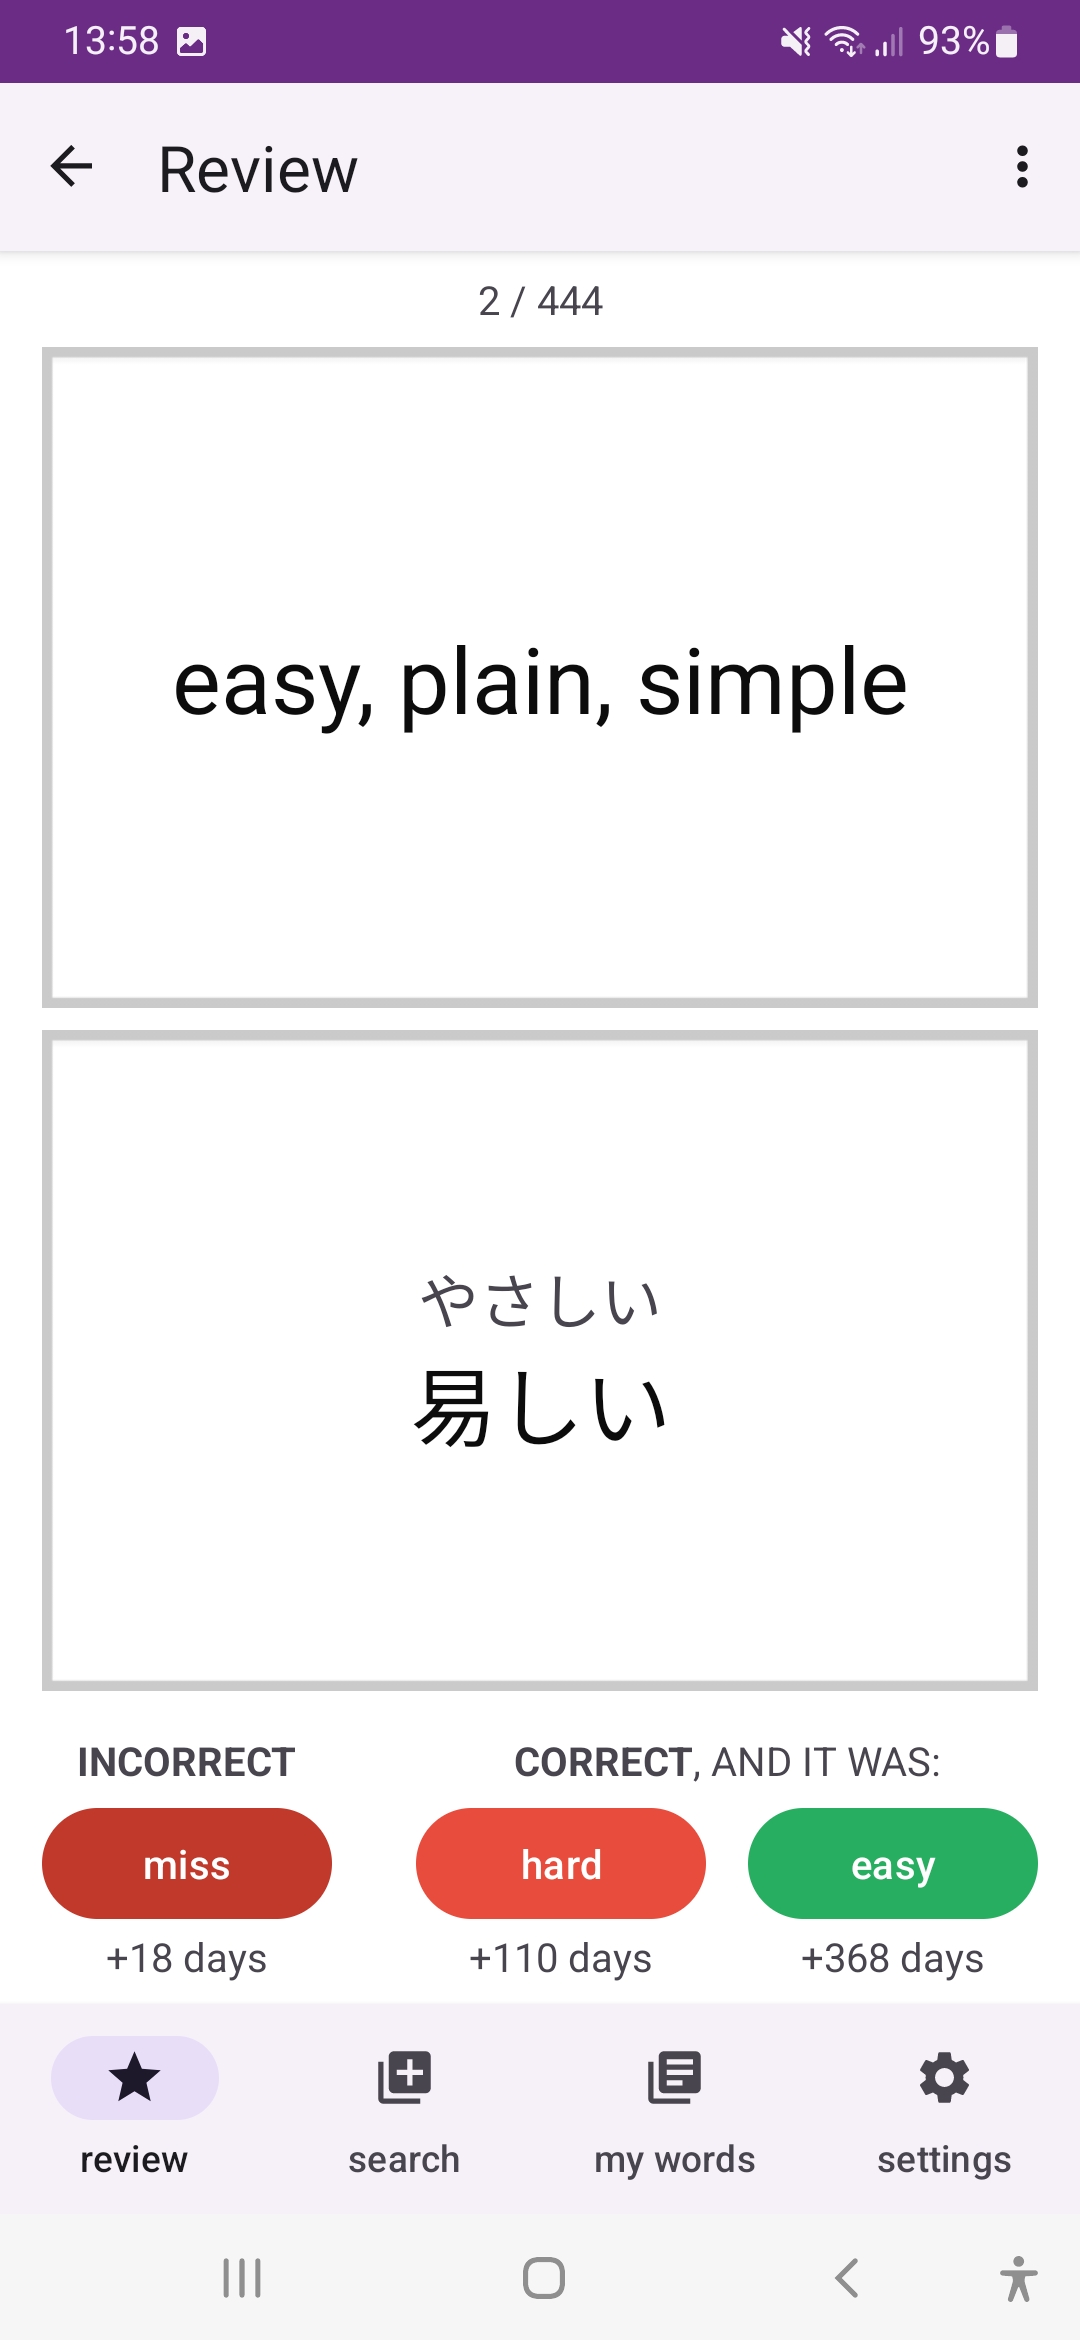 13:58 93%
Review
2 / 444
easy, plain, simple
やさしい
易しい
INCORRECT CORRECT, AND IT WAS:
miss hard easy
+18 days +110 days +368 days
review search my words settings